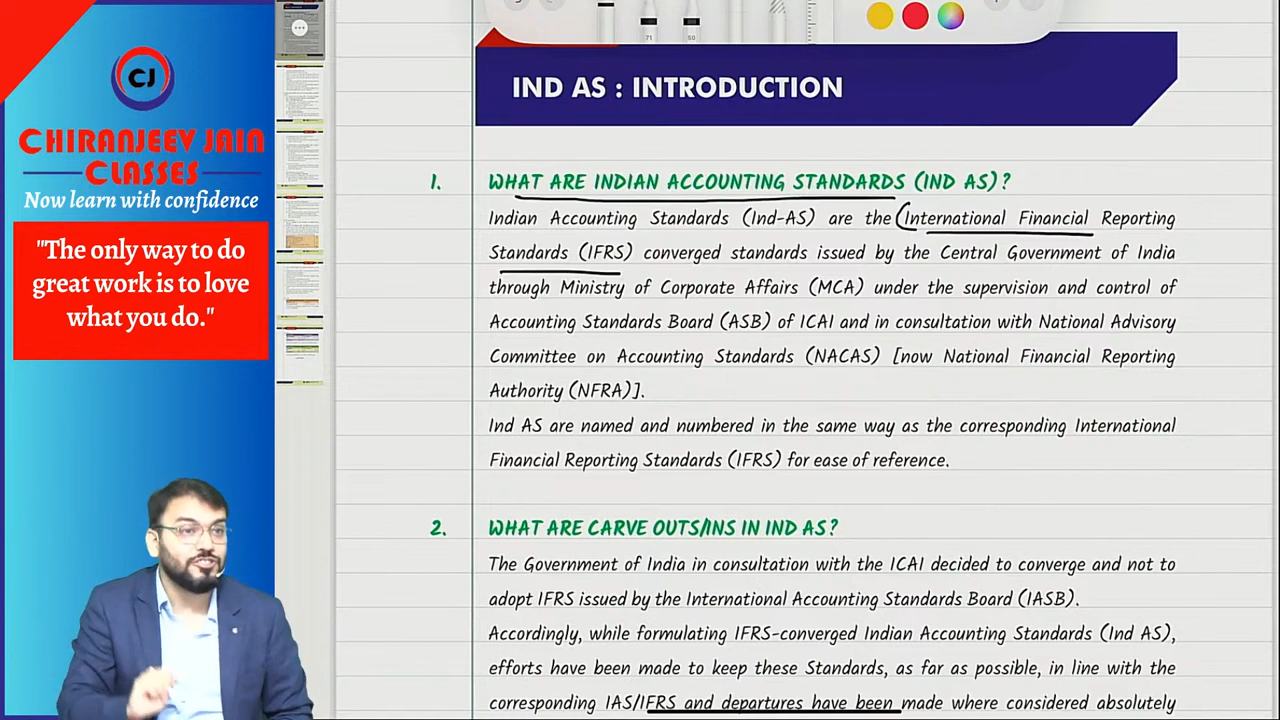 71
50
IND AS : INTRODUCTION
CJ
CHIRANJEEV JAIN
CLASSES
Now learn with confidence
"The only way to do
great work is to love
what you do."
WHAT IS INDIAN ACCOUNTING STANDARD?
Indian Accounting Standard (Ind-AS) are the (International Financial Reporting
Standards (IFRS) converged standards issued by the Central Government of India
through Ministry of Corporate Affairs (MCA) under the supervision and control of
Accounting Standards Board (ASB) of ICAI and in consultation with National Advisory
Committee on Accounting Standards (NACAS) [now National Financial Reporting
Authority (NFRA)].
Ind AS are named and numbered in the same way as the corresponding International
Financial Reporting Standards (IFRS) for ease of reference.
2. WHAT ARE CARVE OUTS/INS IN IND AS?
The Government of India in consultation with the ICAI decided to converge and not to
adopt IFRS issued by the International Accounting Standards Board (IASB).
Accordingly, while formulating IFRS-converged Indian Accounting Standards (Ind AS),
efforts have been made to keep these Standards, as far as possible, in line with the
corresponding IFRS and departures have been made where considered absolutely